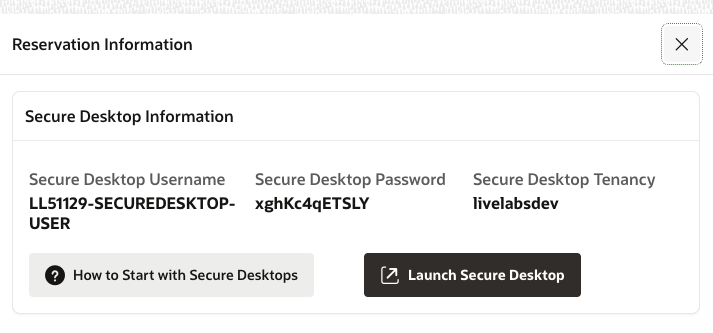 Reservation Information
Secure Desktop Information
Secure Desktop Username
LL51129-SECUREDESKTOP-
USER
Secure Desktop Password
xghKc4qETSLY
Secure Desktop Tenancy
livelabsdev
How to Start with Secure Desktops
Launch Secure Desktop